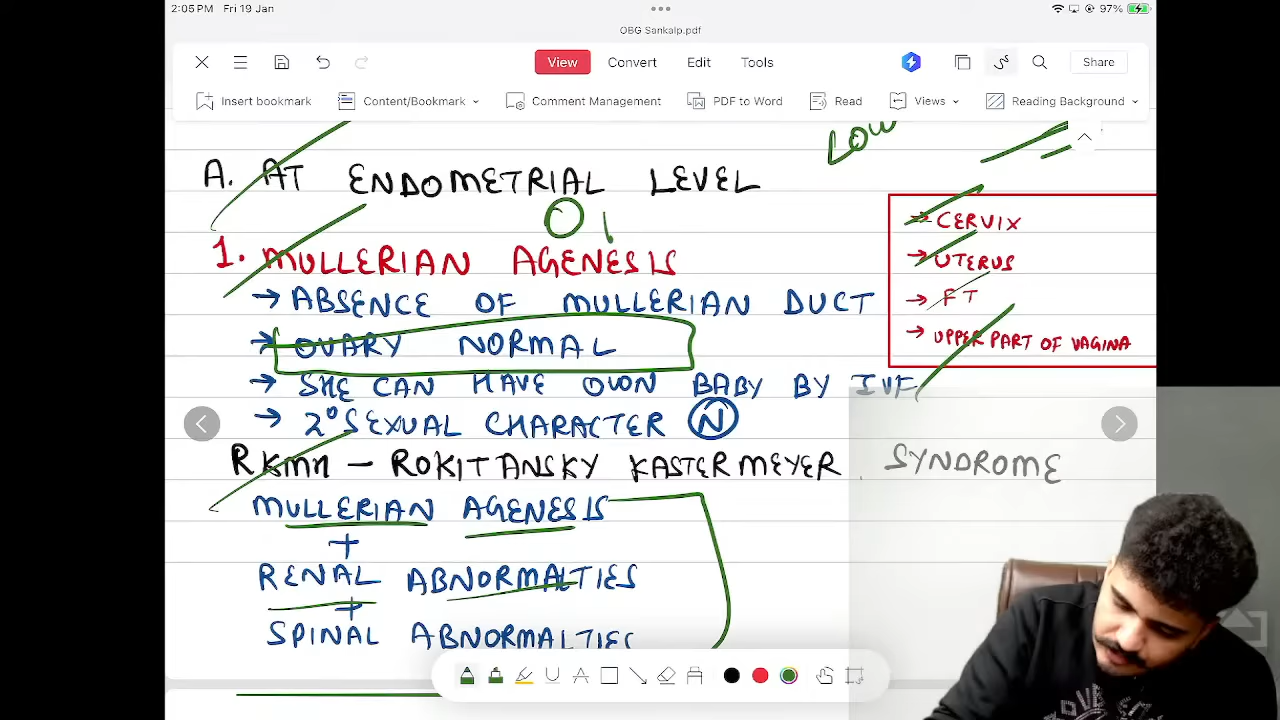 2:05 PM Fri 19 Jan
97%
OBG Sankalp.pdf
View Convert Edit Tools Share
Insert bookmark Content/Bookmark Comment Management PDF to Word Read Views Reading Background
LOW
A. AT ENDOMETRIAL LEVEL
1. MULLERIAN AGENESIS
→ ABSENCE OF MULLERIAN DUCT
→ OVARY NORMAL
→ SHE CAN HAVE OWN BABY BY IVF
→ 2° SEXUAL CHARACTER N
RKMH – ROKITANSKY KASTERMEYER SYNDROME
MULLERIAN AGENESIS
+
RENAL ABNORMALTIES
+
SPINAL ABNORMALTIES
→ CERVIX
→ UTERUS
→ FT
→ UPPER PART OF VAGINA